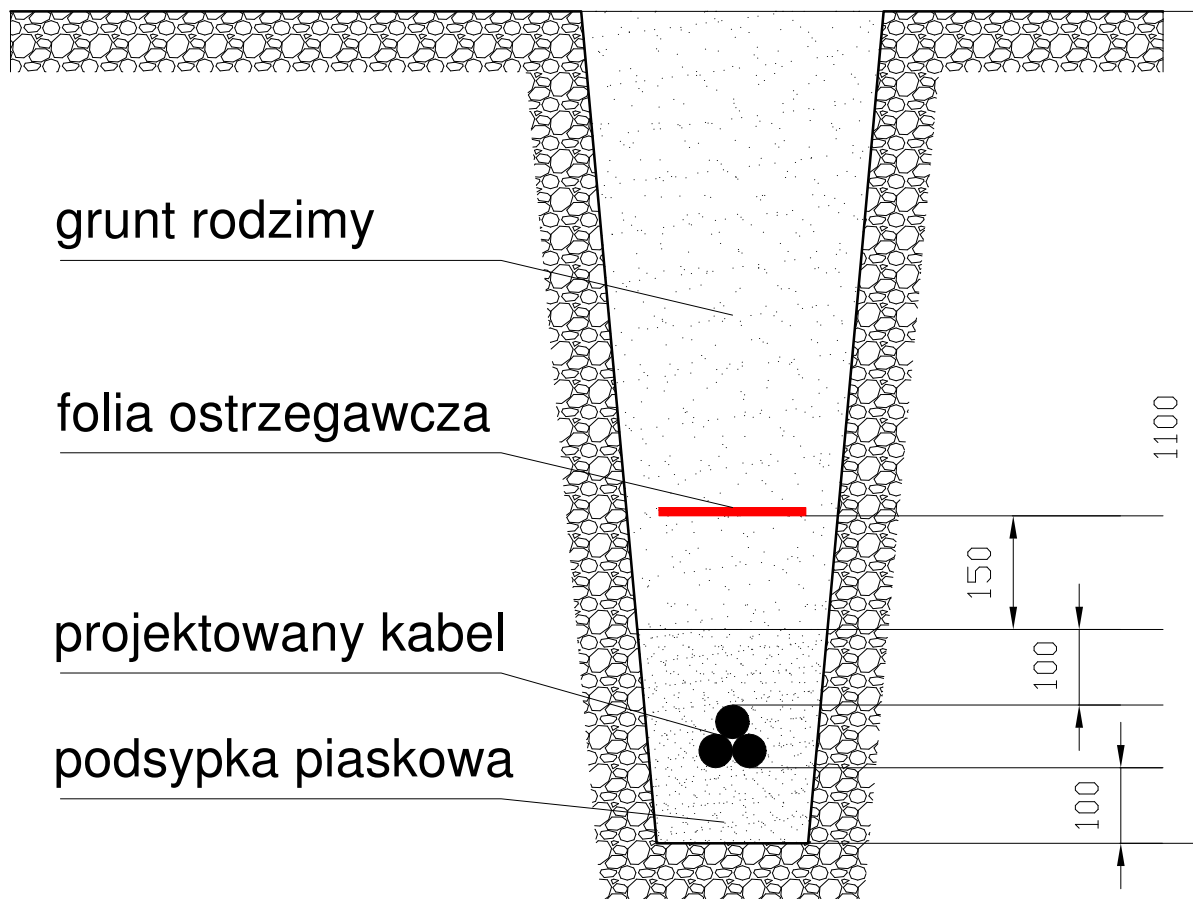 grunt rodzimy
folia ostrzegawcza
1100
150
projektowany kabel
100
podsypka piaskowa
100